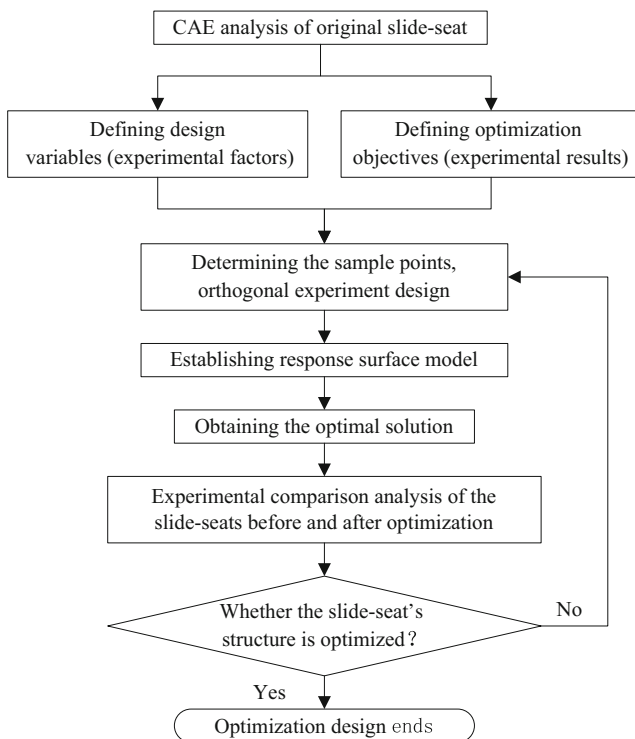 CAE analysis of original slide-seat
Defining design
variables (experimental factors)
Defining optimization
objectives (experimental results)
Determining the sample points,
orthogonal experiment design
Establishing response surface model
Obtaining the optimal solution
Experimental comparison analysis of the
slide-seats before and after optimization
Whether the slide-seat's
structure is optimized？
No
Yes
Optimization design ends